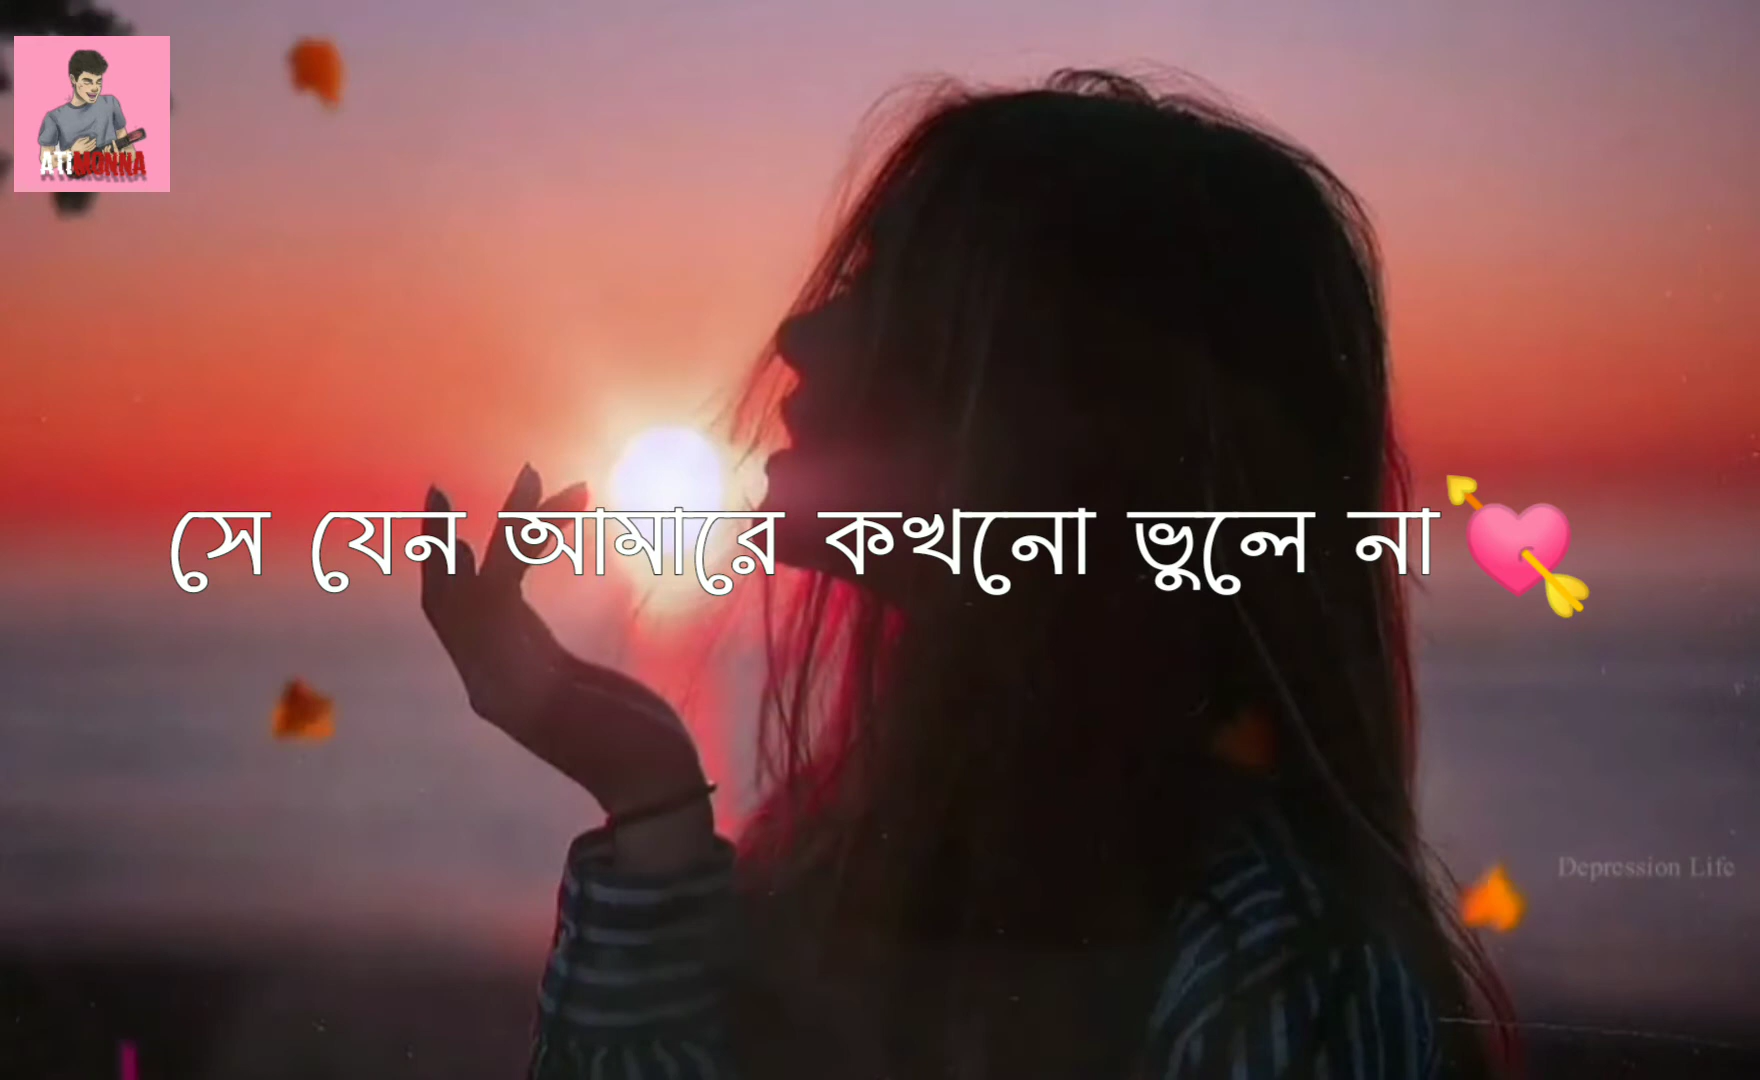 ATIMONNA
সে যেন আমারে কখনো ভুলে না💘
Depression Life